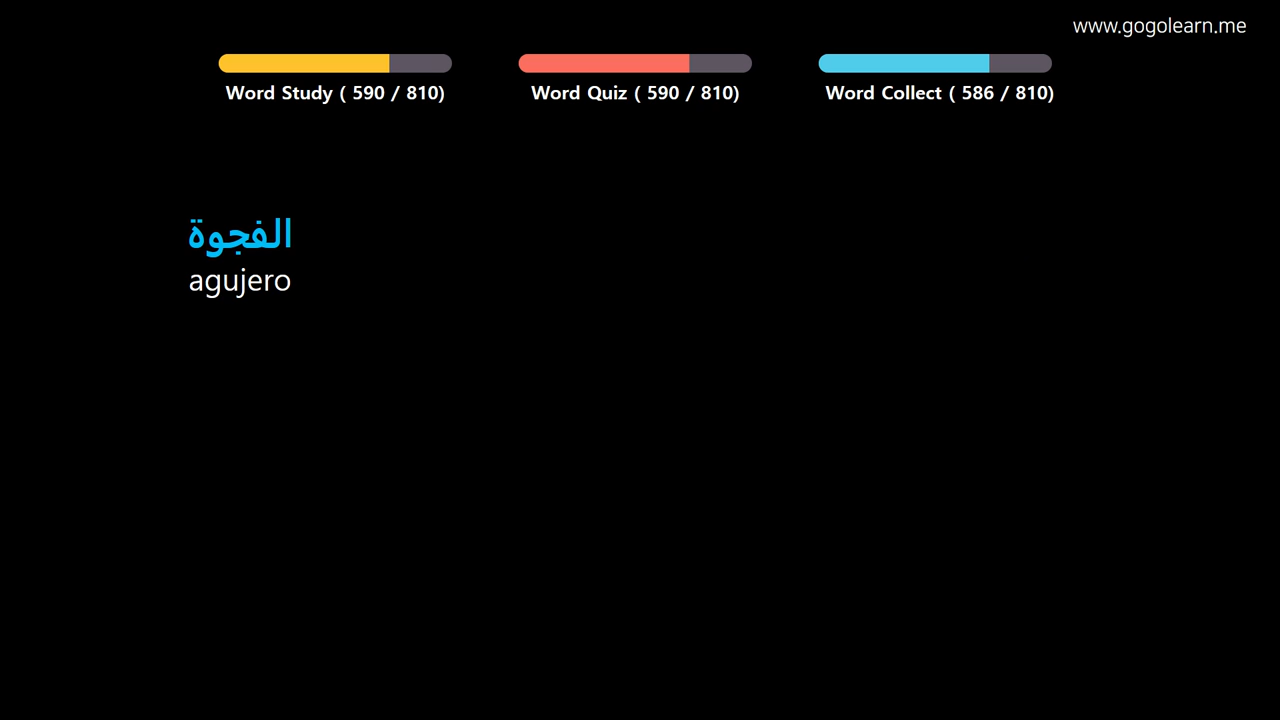 www.gogolearn.me
Word Study ( 590 / 810)
Word Quiz ( 590 / 810)
Word Collect ( 586 / 810)
الفجوة
agujero